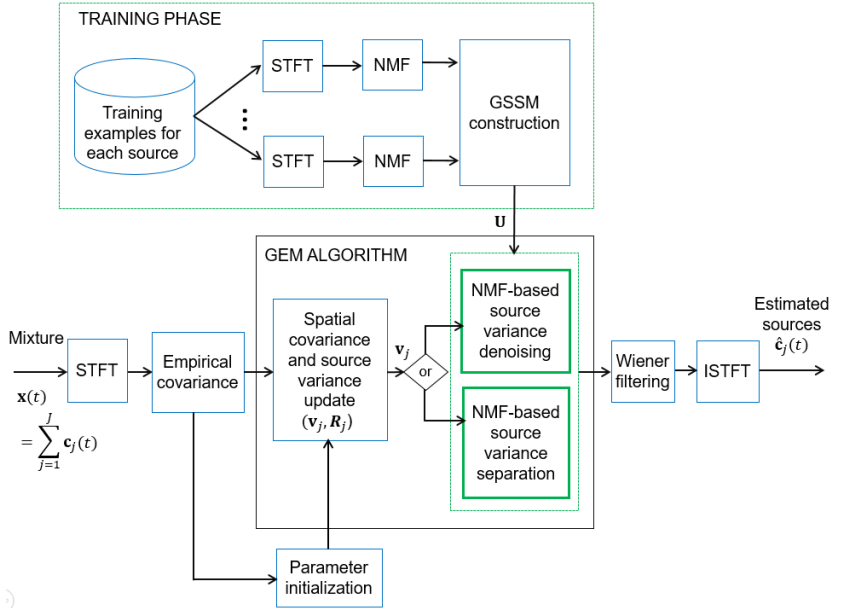 TRAINING PHASE
Training
examples for
each source
STFT
NMF
⋮
STFT
NMF
GSSM
construction
U
GEM ALGORITHM
Mixture
x(t)
= ∑_{j=1}^{J} c_j(t)
STFT
Empirical
covariance
Spatial
covariance
and source
variance
update
(v_j, R_j)
v_j
or
NMF-based
source
variance
denoising
NMF-based
source
variance
separation
Wiener
filtering
ISTFT
Estimated
sources
ĉ_j(t)
Parameter
initialization